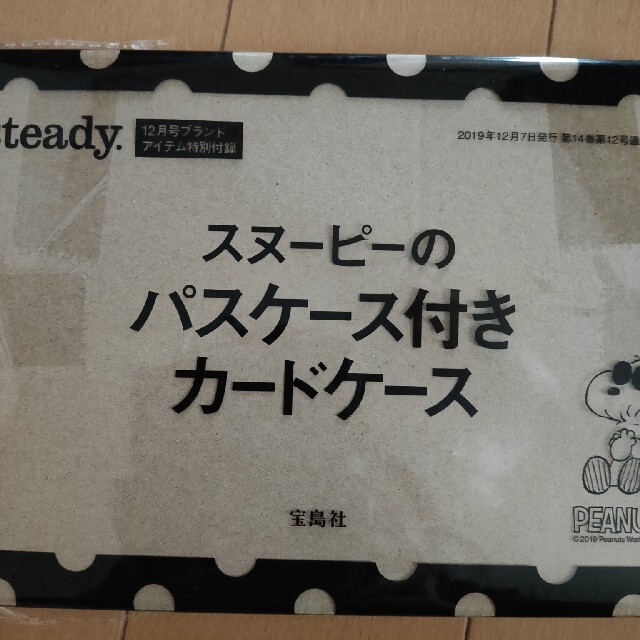 steady.
12月号ブランド
アイテム特別付録
2019年12月7日発行 第14巻第12号
スヌーピーの
パスケース付き
カードケース
宝島社
PEANU
©2019 Peanuts